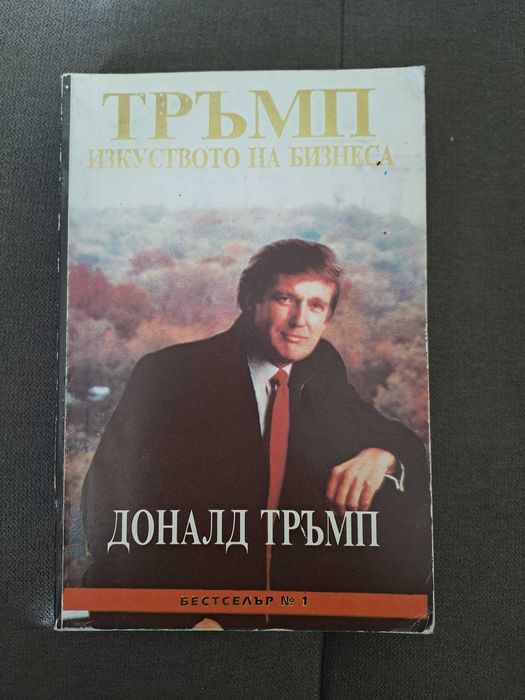 ТРЪМП
ИЗКУСТВОТО НА БИЗНЕСА
ДОНАЛД ТРЪМП
БЕСТСЕЛЪР № 1